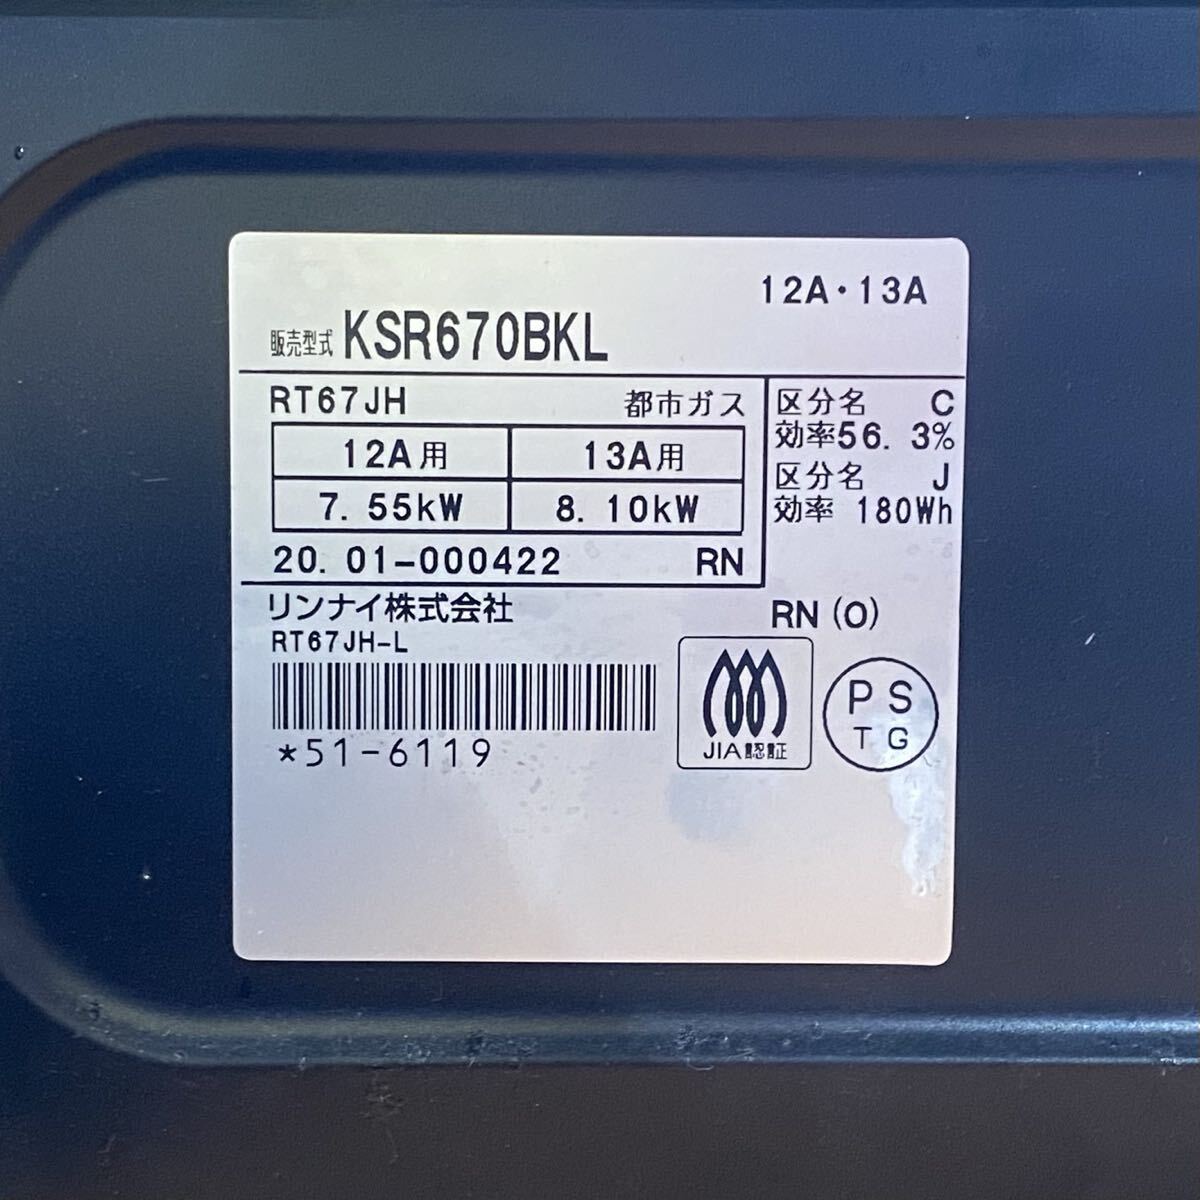 12A・13A
販売型式 KSR670BKL
RT67JH 都市ガス
12A用 13A用
7.55kW 8.10kW
20.01-000422 RN
区分名 C
効率56.3%
区分名 J
効率 180Wh
リンナイ株式会社 RN(O)
RT67JH-L
*51-6119
JIA認証
PS
TG